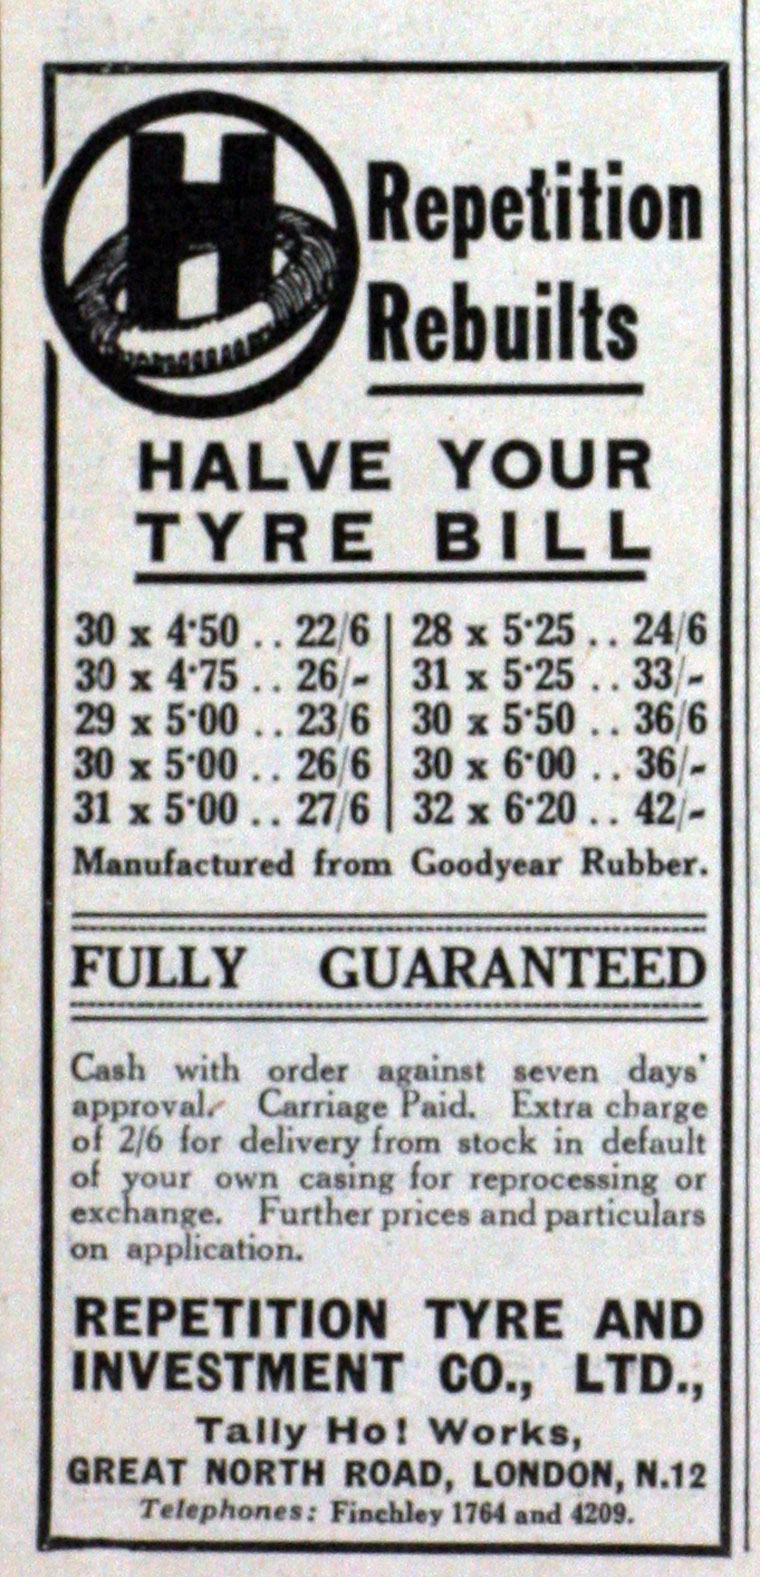 H
Repetition
Rebuilts
HALVE YOUR
TYRE BILL
30 x 4·50 .. 22/6 | 28 x 5·25 .. 24/6
30 x 4·75 .. 26/- | 31 x 5·25 .. 33/-
29 x 5·00 .. 23/6 | 30 x 5·50 .. 36/6
30 x 5·00 .. 26/6 | 30 x 6·00 .. 36/-
31 x 5·00 .. 27/6 | 32 x 6·20 .. 42/-
Manufactured from Goodyear Rubber.
FULLY GUARANTEED
Cash with order against seven days'
approval. Carriage Paid. Extra charge
of 2/6 for delivery from stock in default
of your own casing for reprocessing or
exchange. Further prices and particulars
on application.
REPETITION TYRE AND
INVESTMENT CO., LTD.,
Tally Ho! Works,
GREAT NORTH ROAD, LONDON, N.12
Telephones: Finchley 1764 and 4209.